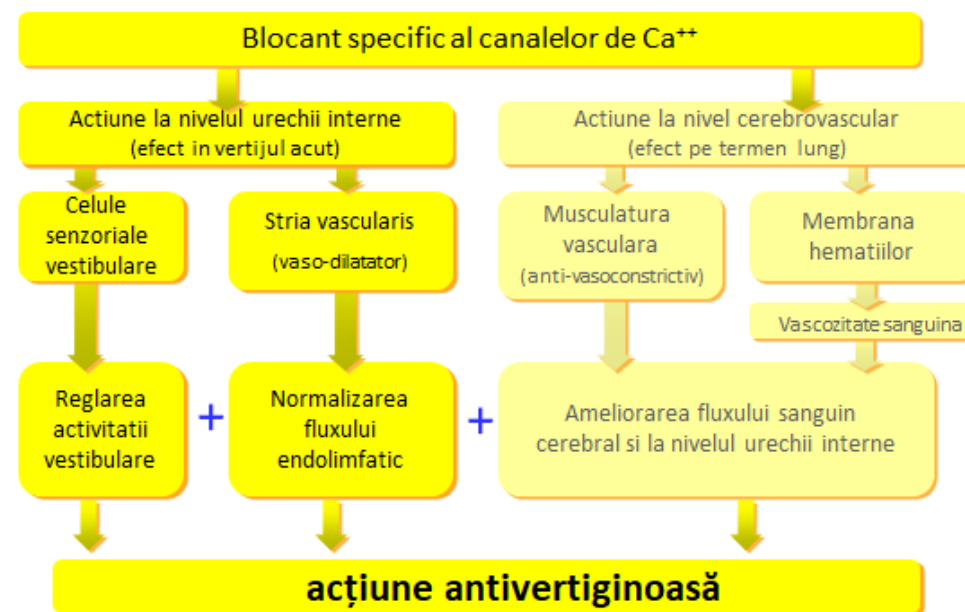 Blocant specific al canalelor de Ca⁺⁺
Actiune la nivelul urechii interne
(efect in vertijul acut)
Actiune la nivel cerebrovascular
(efect pe termen lung)
Celule
senzoriale
vestibulare
Stria vascularis
(vaso-dilatator)
Musculatura
vasculara
(anti-vasoconstrictiv)
Membrana
hematiilor
Vascozitate sanguina
Reglarea
activitatii
vestibulare
+
Normalizarea
fluxului
endolimfatic
+
Ameliorarea fluxului sanguin
cerebral si la nivelul urechii interne
acțiune antivertiginoasă